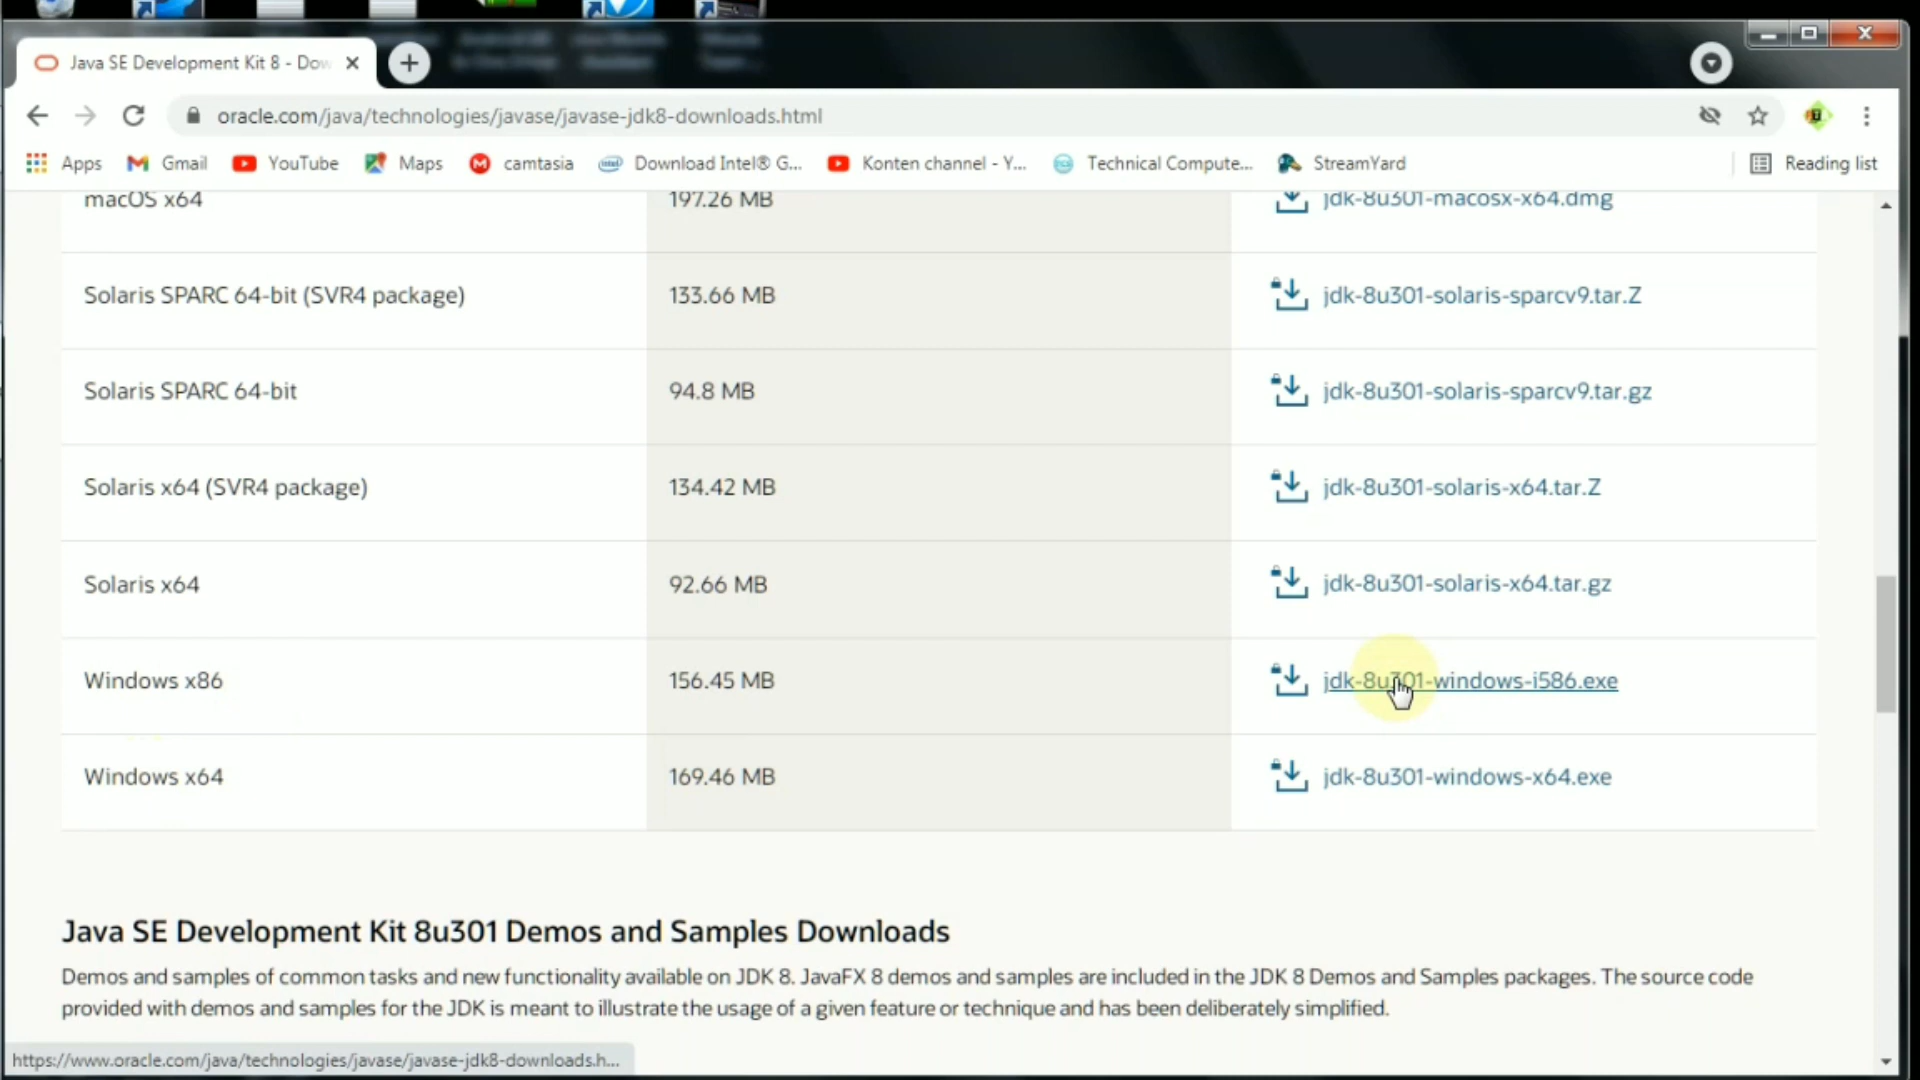 Java SE Development Kit 8 - Dow
oracle.com/java/technologies/javase/javase-jdk8-downloads.html
Apps Gmail YouTube Maps camtasia Download Intel® G... Konten channel - Y... Technical Compute... StreamYard Reading list
macOS x64 197.26 MB jdk-8u301-macosx-x64.dmg
Solaris SPARC 64-bit (SVR4 package) 133.66 MB jdk-8u301-solaris-sparcv9.tar.Z
Solaris SPARC 64-bit 94.8 MB jdk-8u301-solaris-sparcv9.tar.gz
Solaris x64 (SVR4 package) 134.42 MB jdk-8u301-solaris-x64.tar.Z
Solaris x64 92.66 MB jdk-8u301-solaris-x64.tar.gz
Windows x86 156.45 MB jdk-8u301-windows-i586.exe
Windows x64 169.46 MB jdk-8u301-windows-x64.exe
Java SE Development Kit 8u301 Demos and Samples Downloads
Demos and samples of common tasks and new functionality available on JDK 8. JavaFX 8 demos and samples are included in the JDK 8 Demos and Samples packages. The source code
provided with demos and samples for the JDK is meant to illustrate the usage of a given feature or technique and has been deliberately simplified.
https://www.oracle.com/java/technologies/javase/javase-jdk8-downloads.h...